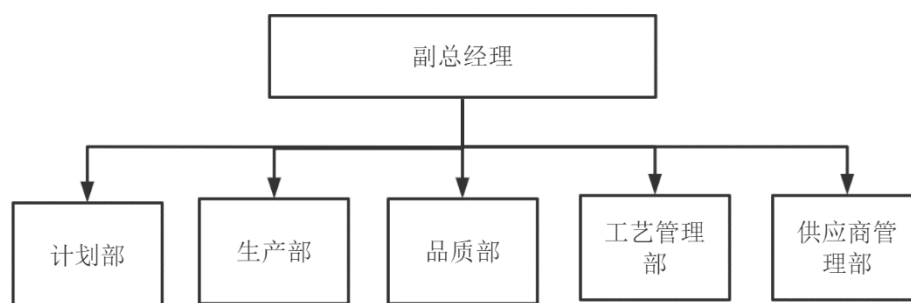 副总经理
计划部
生产部
品质部
工艺管理
部
供应商管
理部